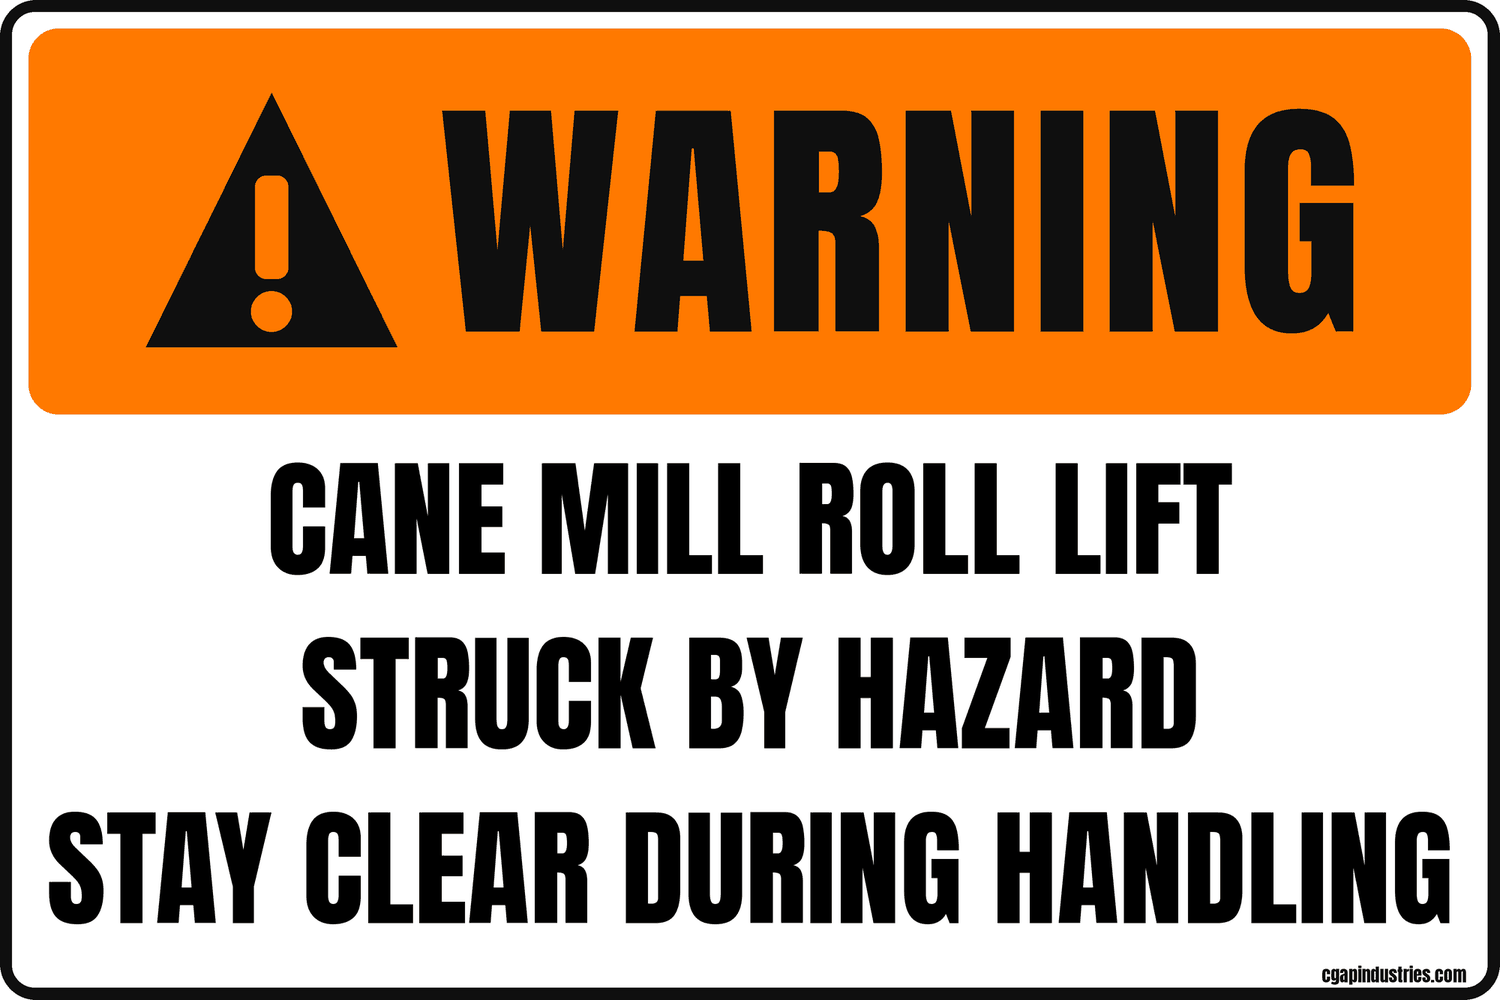 WARNING
CANE MILL ROLL LIFT
STRUCK BY HAZARD
STAY CLEAR DURING HANDLING
cgapindustries.com